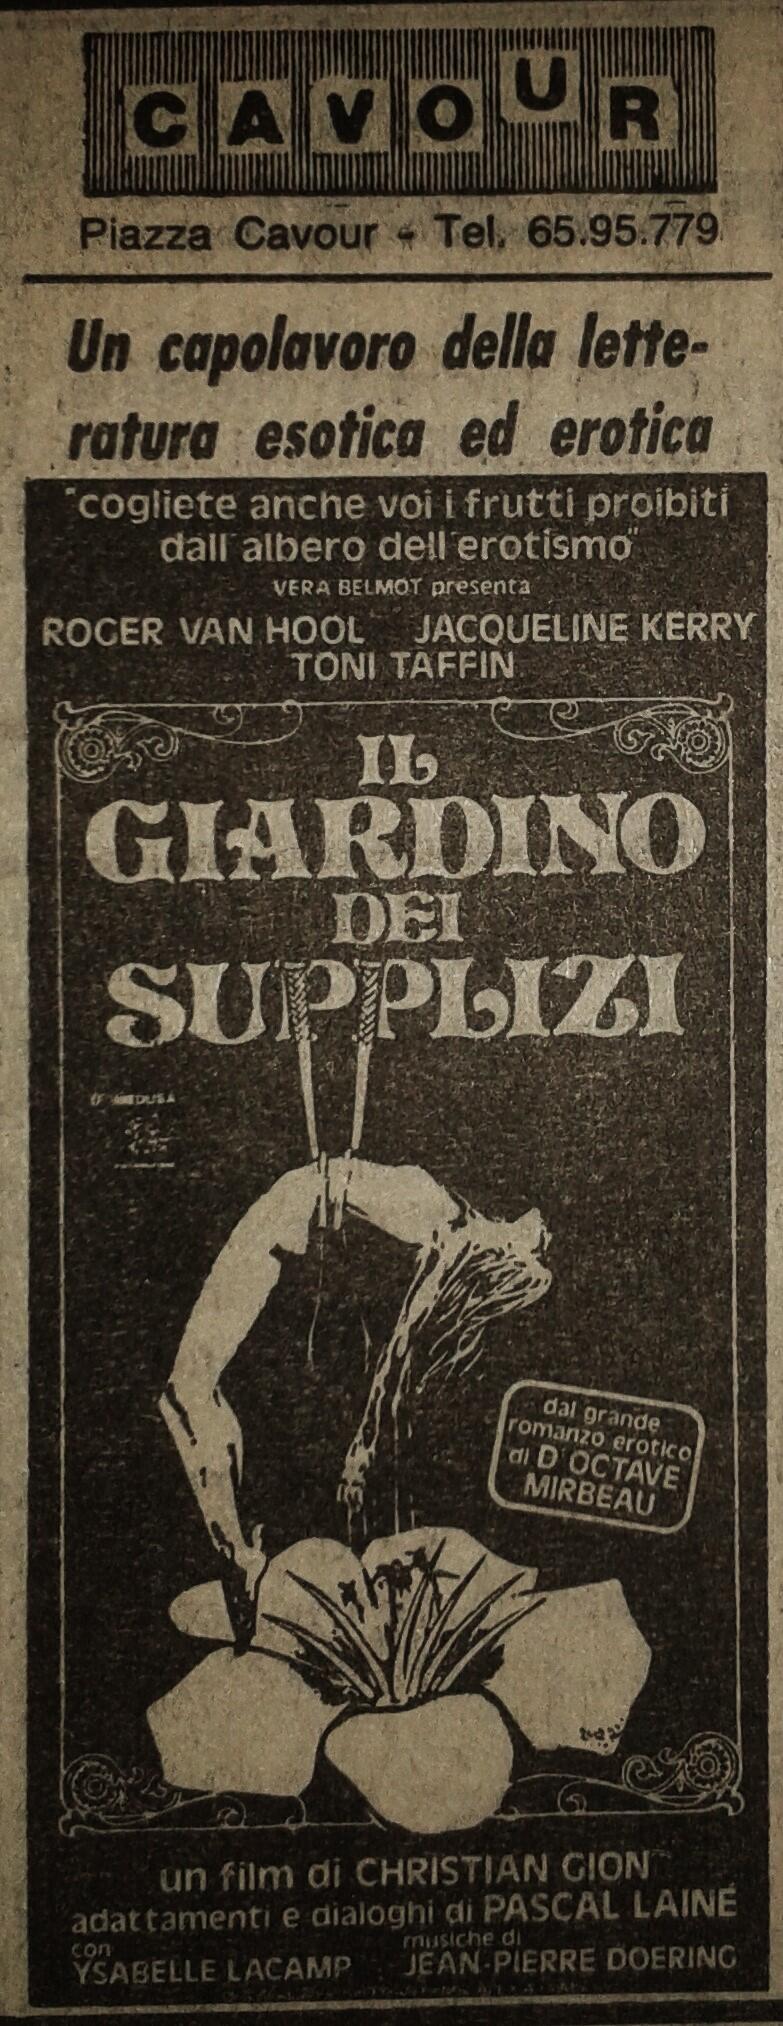 CAVOUR
Piazza Cavour - Tel. 65.95.779
Un capolavoro della lette-
ratura esotica ed erotica
"cogliete anche voi i frutti proibiti
dall'albero dell'erotismo"
VERA BELMOT presenta
ROGER VAN HOOL JACQUELINE KERRY
TONI TAFFIN
IL
GIARDINO
DEI
SUPPLIZI
MEDUSA
dal grande
romanzo erotico
di D'OCTAVE
MIRBEAU
un film di CHRISTIAN GION
adattamenti e dialoghi di PASCAL LAINÉ
con
YSABELLE LACAMP
musiche di
JEAN-PIERRE DOERING